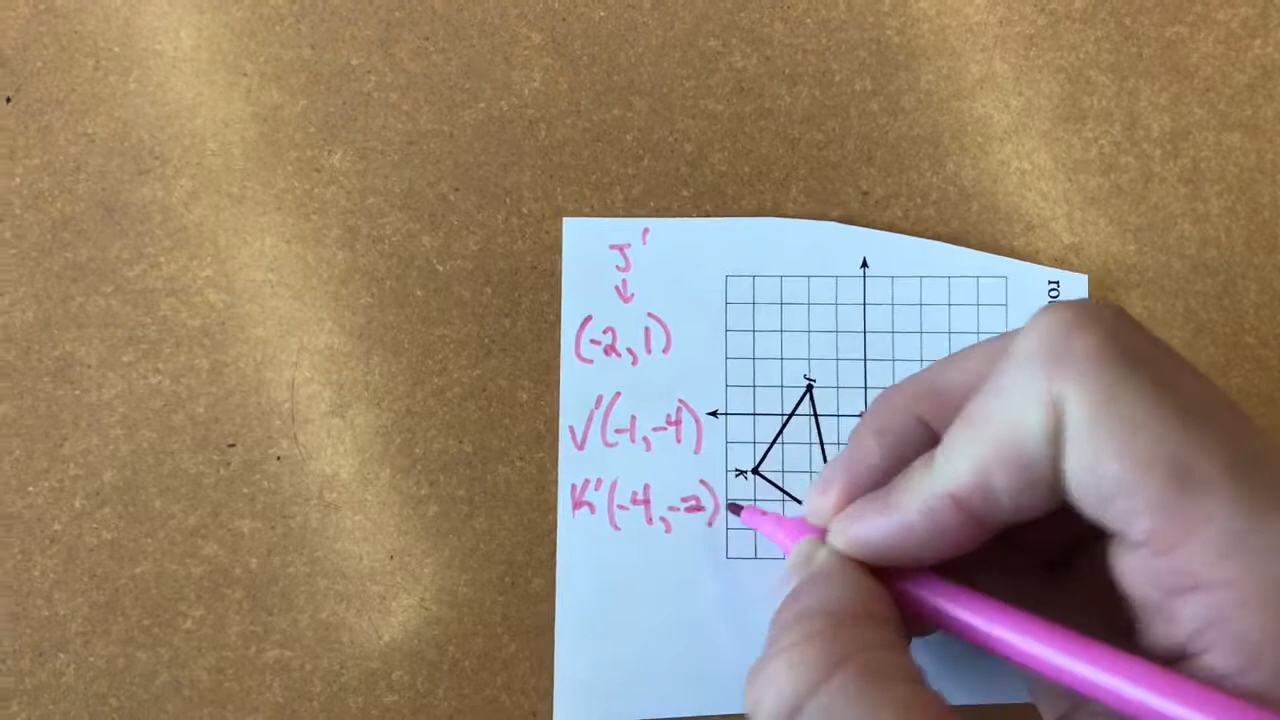 J'
↓
(-2, 1)
V'(-1, -4)
K'(-4, -2)
J
K